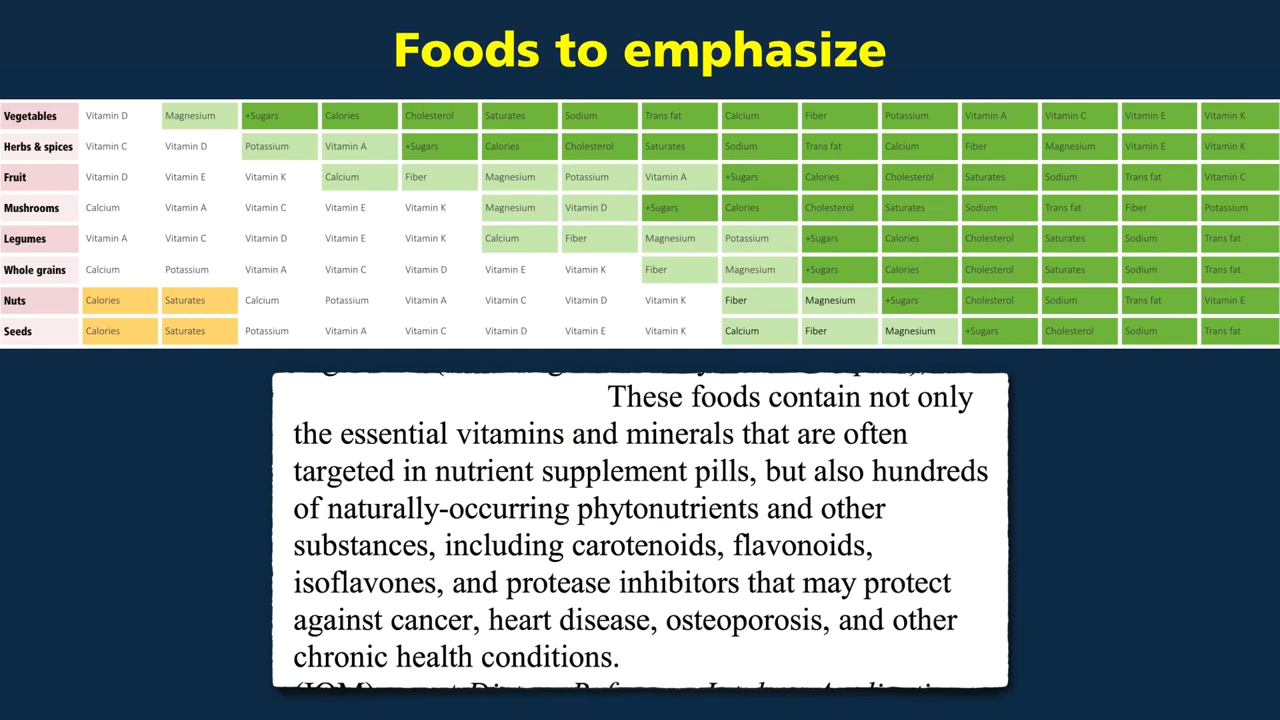 Foods to emphasize
Vegetables Vitamin D Magnesium +Sugars Calories Cholesterol Saturates Sodium Trans fat Calcium Fiber Potassium Vitamin A Vitamin C Vitamin E Vitamin K
Herbs & spices Vitamin C Vitamin D Potassium Vitamin A +Sugars Calories Cholesterol Saturates Sodium Trans fat Calcium Fiber Magnesium Vitamin E Vitamin K
Fruit Vitamin D Vitamin E Vitamin K Calcium Fiber Magnesium Potassium Vitamin A +Sugars Calories Cholesterol Saturates Sodium Trans fat Vitamin C
Mushrooms Calcium Vitamin A Vitamin C Vitamin E Vitamin K Magnesium Vitamin D +Sugars Calories Cholesterol Saturates Sodium Trans fat Fiber Potassium
Legumes Vitamin A Vitamin C Vitamin D Vitamin E Vitamin K Calcium Fiber Magnesium Potassium +Sugars Calories Cholesterol Saturates Sodium Trans fat
Whole grains Calcium Potassium Vitamin A Vitamin C Vitamin D Vitamin E Vitamin K Fiber Magnesium +Sugars Calories Cholesterol Saturates Sodium Trans fat
Nuts Calories Saturates Calcium Potassium Vitamin A Vitamin C Vitamin D Vitamin K Fiber Magnesium +Sugars Cholesterol Sodium Trans fat Vitamin E
Seeds Calories Saturates Potassium Vitamin A Vitamin C Vitamin D Vitamin E Vitamin K Calcium Fiber Magnesium +Sugars Cholesterol Sodium Trans fat
These foods contain not only
the essential vitamins and minerals that are often
targeted in nutrient supplement pills, but also hundreds
of naturally-occurring phytonutrients and other
substances, including carotenoids, flavonoids,
isoflavones, and protease inhibitors that may protect
against cancer, heart disease, osteoporosis, and other
chronic health conditions.